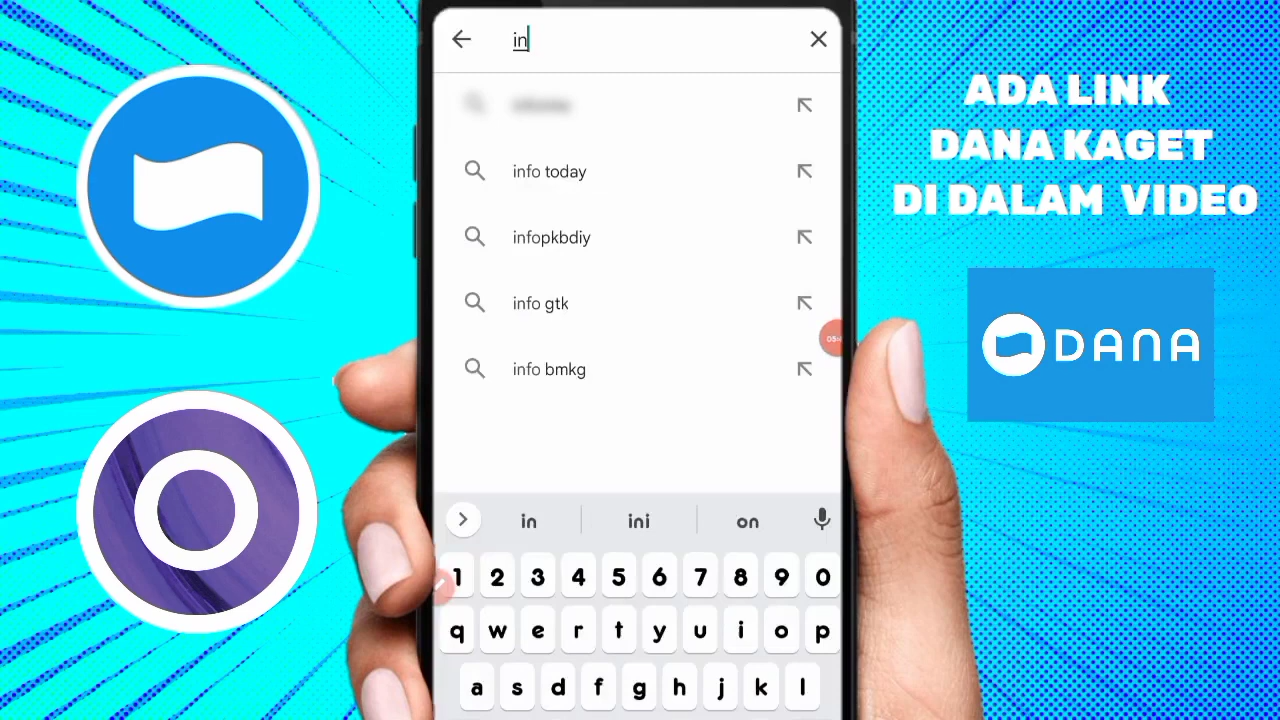 in
info today
infopkbdiy
info gtk
info bmkg
in ini on
1 2 3 4 5 6 7 8 9 0
q w e r t y u i o p
a s d f g h j k l
ADA LINK
DANA KAGET
DI DALAM VIDEO
DANA